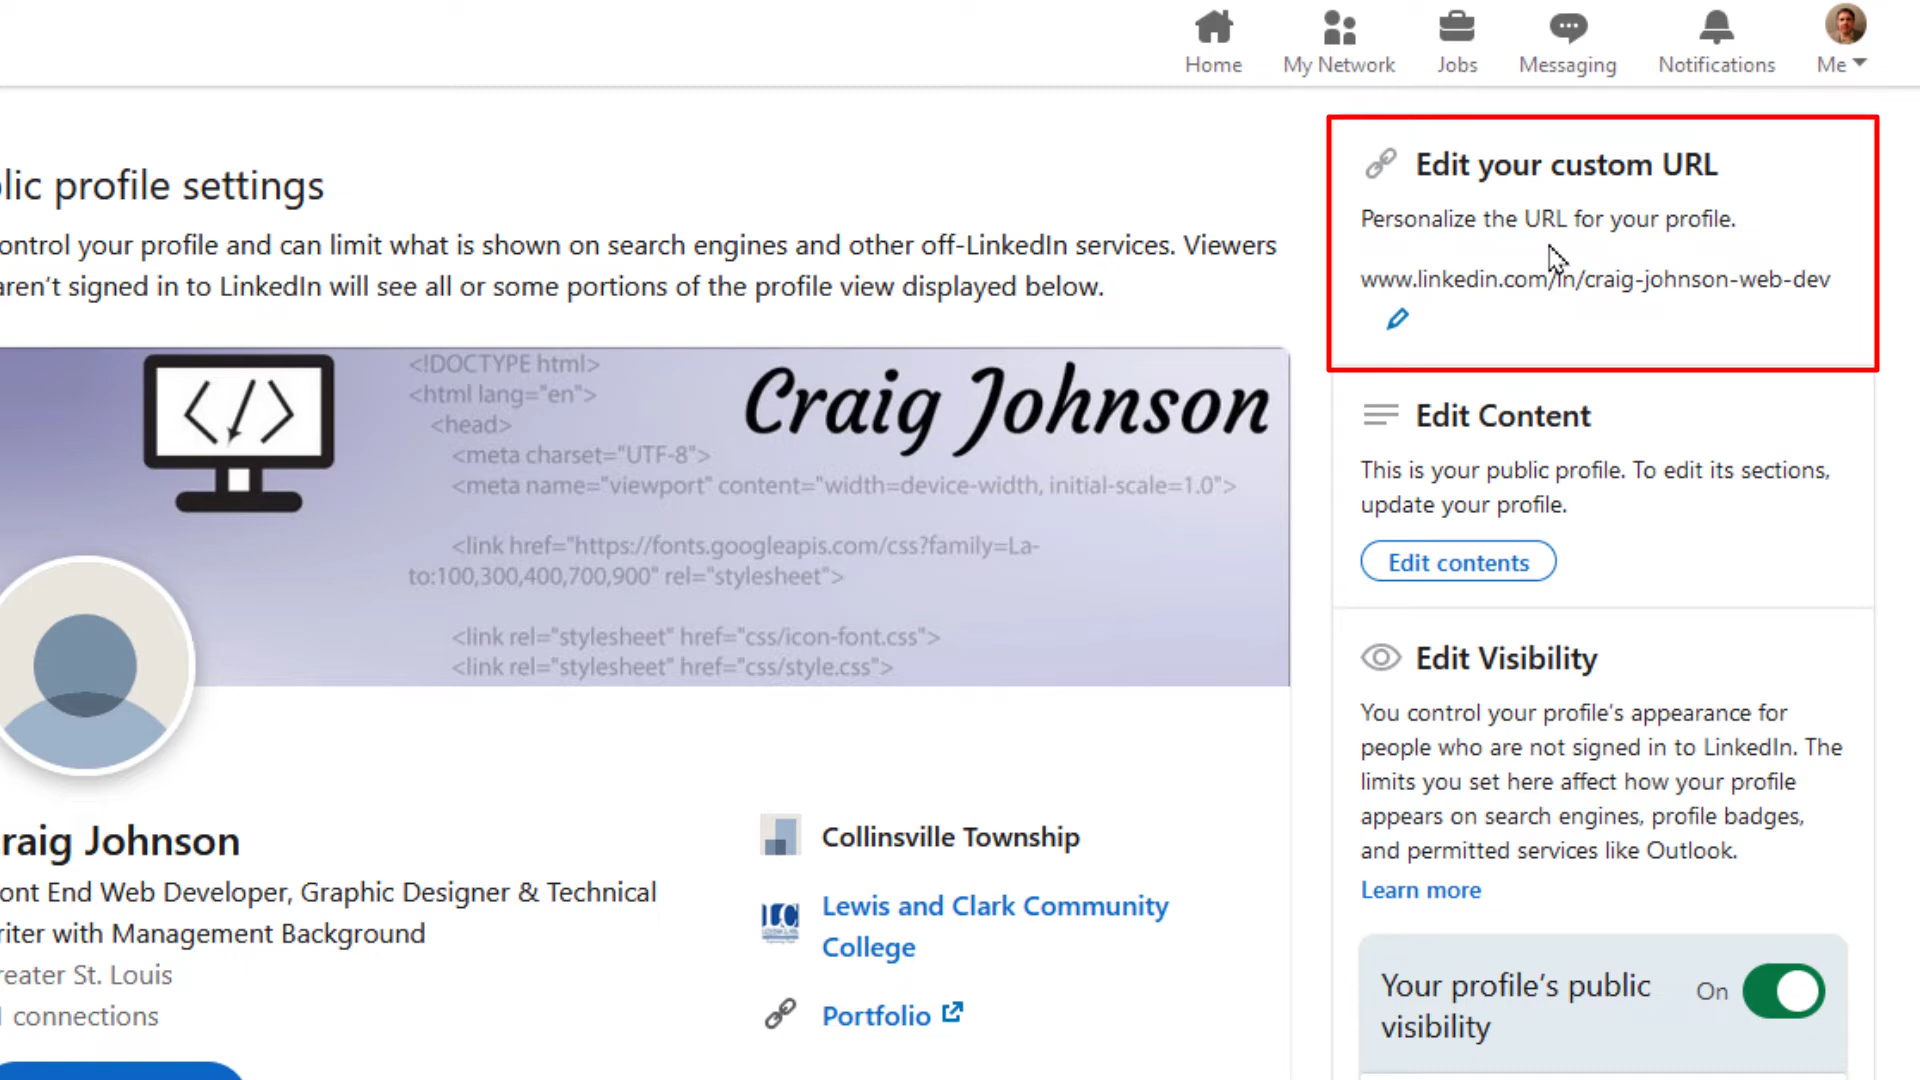 Home
My Network
Jobs
Messaging
Notifications
Me
lic profile settings
ontrol your profile and can limit what is shown on search engines and other off-LinkedIn services. Viewers
aren't signed in to LinkedIn will see all or some portions of the profile view displayed below.
<!DOCTYPE html>
<html lang="en">
<head>
<meta charset="UTF-8">
<meta name="viewport" content="width=device-width, initial-scale=1.0">
<link href="https://fonts.googleapis.com/css?family=La-
to:100,300,400,700,900" rel="stylesheet">
<link rel="stylesheet" href="css/icon-font.css">
<link rel="stylesheet" href="css/style.css">
Craig Johnson
raig Johnson
ont End Web Developer, Graphic Designer & Technical
riter with Management Background
reater St. Louis
connections
Collinsville Township
Lewis and Clark Community
College
Portfolio
Edit your custom URL
Personalize the URL for your profile.
www.linkedin.com/in/craig-johnson-web-dev
Edit Content
This is your public profile. To edit its sections,
update your profile.
Edit contents
Edit Visibility
You control your profile's appearance for
people who are not signed in to LinkedIn. The
limits you set here affect how your profile
appears on search engines, profile badges,
and permitted services like Outlook.
Learn more
Your profile's public
visibility
On